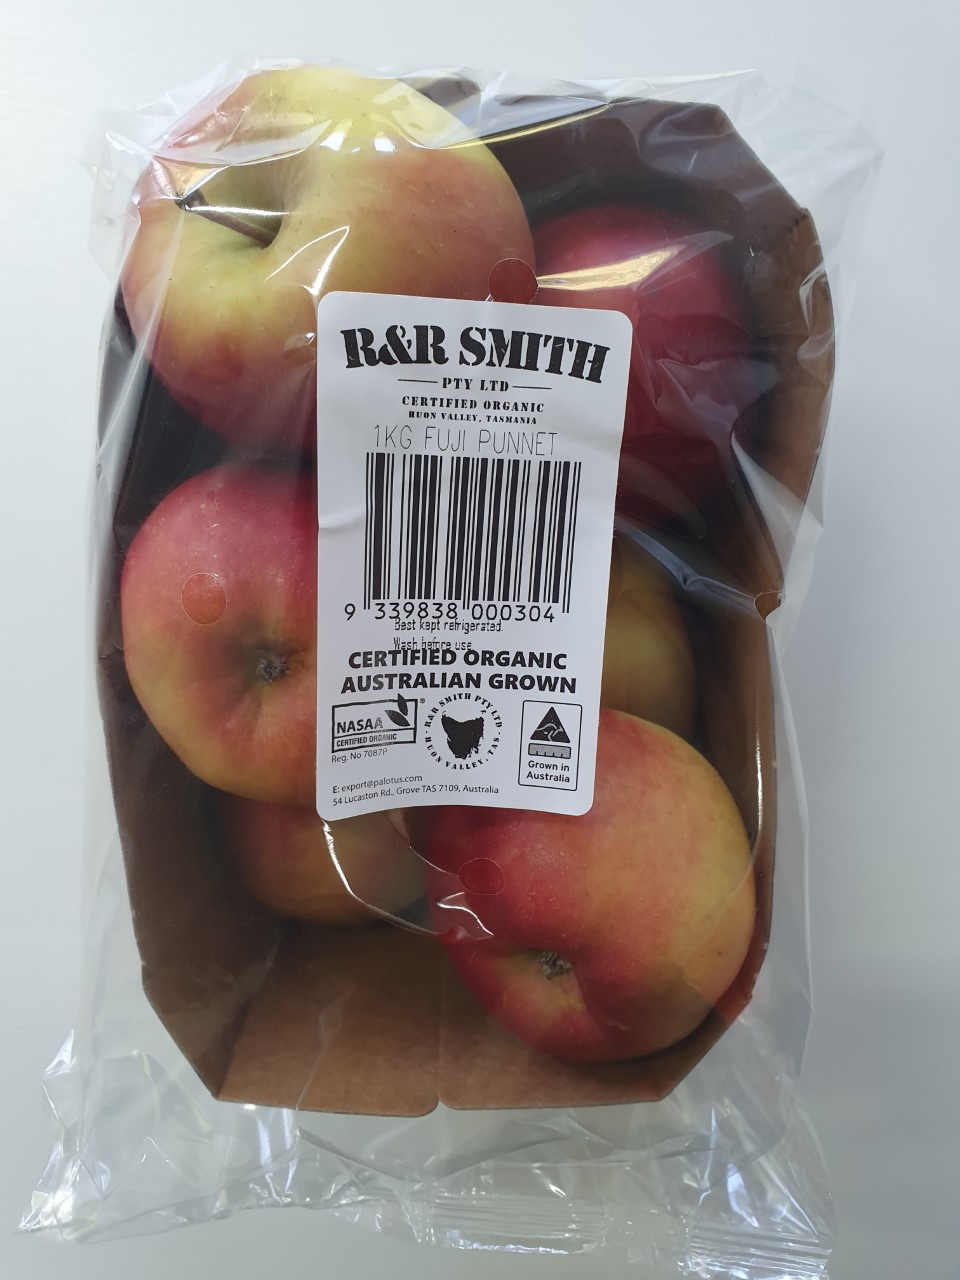 R&R SMITH
PTY LTD
CERTIFIED ORGANIC
HUON VALLEY, TASMANIA
1KG FUJI PUNNET
9 339838 000304
Best kept refrigerated.
Wash before use
CERTIFIED ORGANIC
AUSTRALIAN GROWN
NASAA ®
CERTIFIED ORGANIC
Reg. No 7087P
R&R SMITH PTY LTD
HUON VALLEY, TAS
Grown in
Australia
E: export@palotus.com
54 Lucaston Rd., Grove TAS 7109, Australia